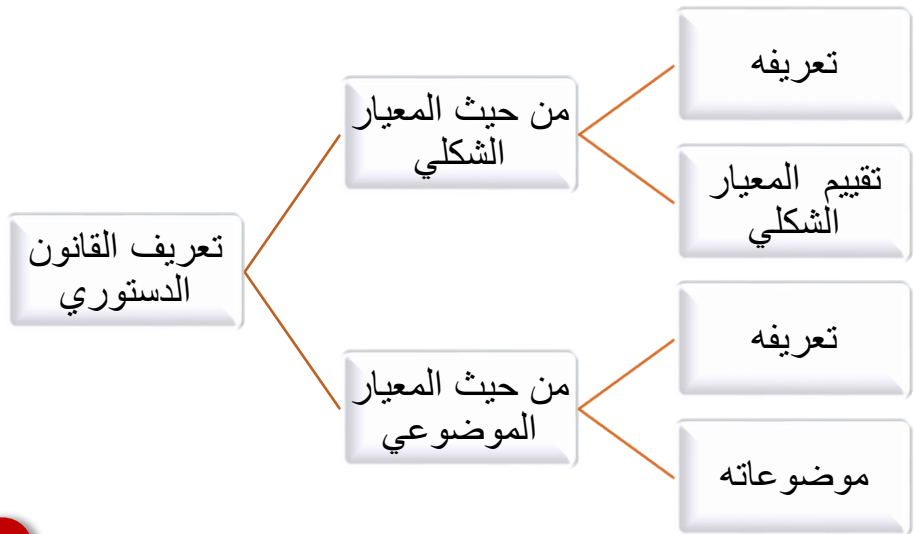 تعريف القانون
الدستوري
من حيث المعيار
الشكلي
تعريفه
تقييم المعيار
الشكلي
من حيث المعيار
الموضوعي
تعريفه
موضوعاته